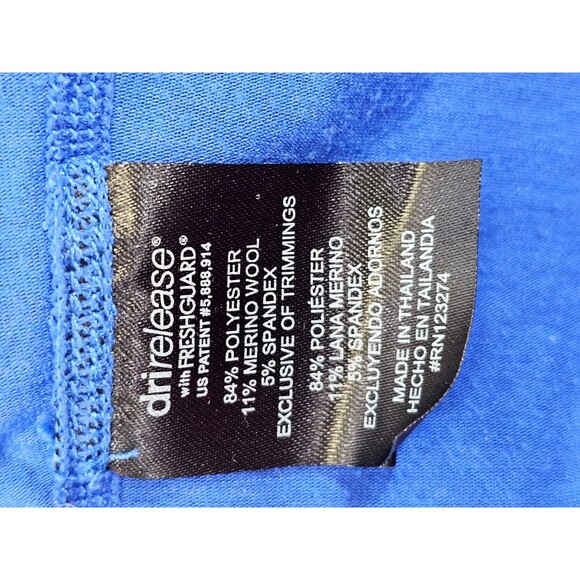 drirelease®
with FRESHGUARD®
US PATENT#5,888,914
84% POLYESTER
11% MERINO WOOL
5% SPANDEX
EXCLUSIVE OF TRIMMINGS
84% POLIÉSTER
11% LANA MERINO
5% SPANDEX
EXCLUYENDO ADORNOS
MADE IN THAILAND
HECHO EN TAILANDIA
#RN123274